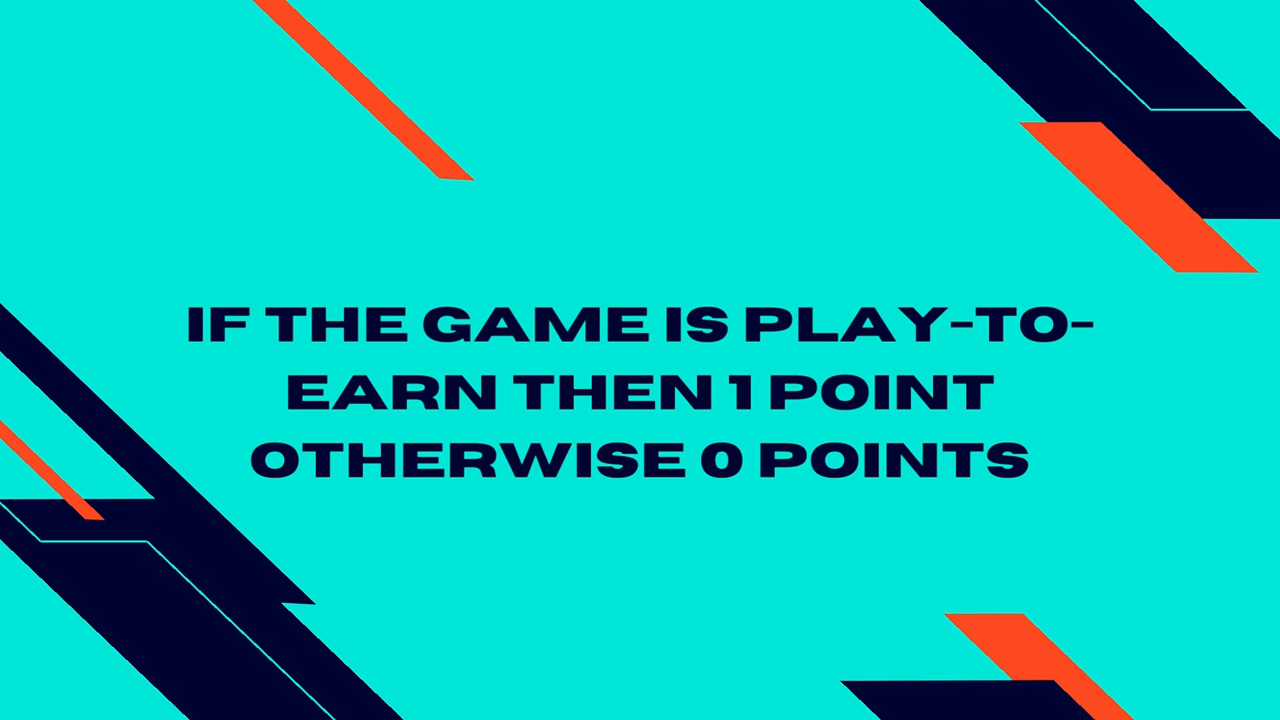 IF THE GAME IS PLAY-TO-
EARN THEN 1 POINT
OTHERWISE 0 POINTS